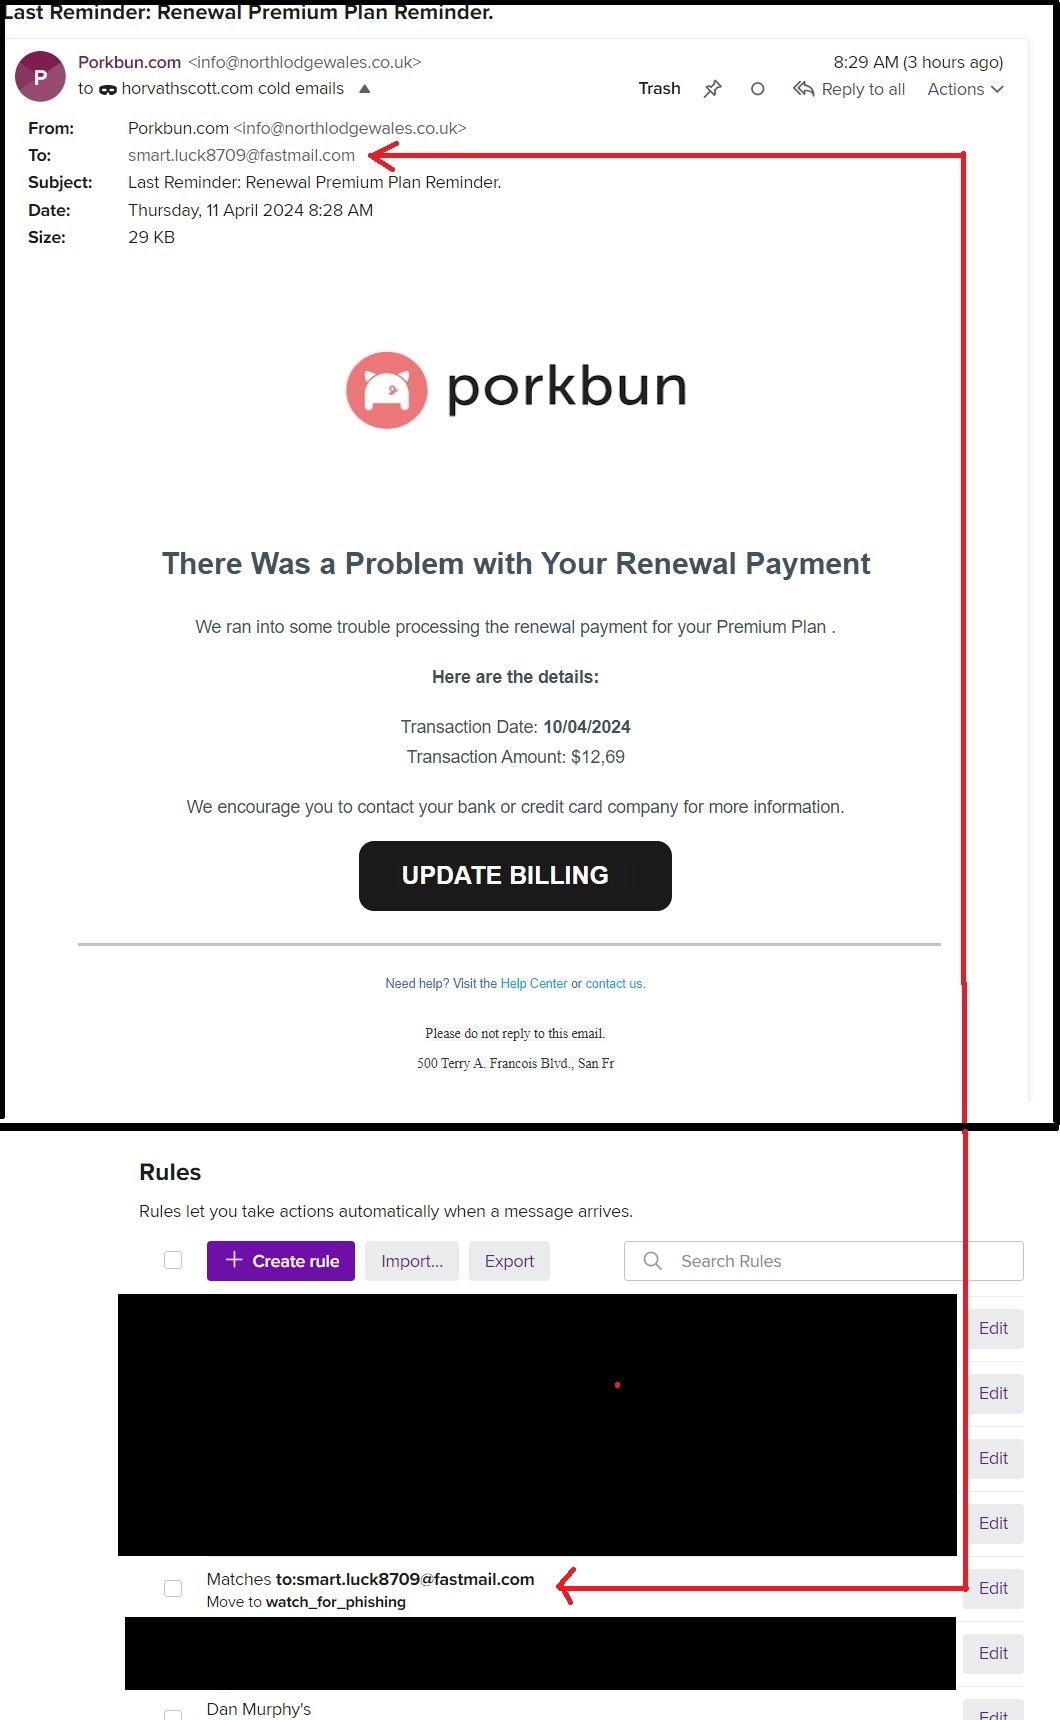 Last Reminder: Renewal Premium Plan Reminder.
P
Porkbun.com <info@northlodgewales.co.uk>
8:29 AM (3 hours ago)
to horvathscott.com cold emails
Trash
Reply to all
Actions
From: Porkbun.com <info@northlodgewales.co.uk>
To: smart.luck8709@fastmail.com
Subject: Last Reminder: Renewal Premium Plan Reminder.
Date: Thursday, 11 April 2024 8:28 AM
Size: 29 KB
porkbun
There Was a Problem with Your Renewal Payment
We ran into some trouble processing the renewal payment for your Premium Plan .
Here are the details:
Transaction Date: 10/04/2024
Transaction Amount: $12,69
We encourage you to contact your bank or credit card company for more information.
UPDATE BILLING
Need help? Visit the Help Center or contact us.
Please do not reply to this email.
500 Terry A. Francois Blvd., San Fr
Rules
Rules let you take actions automatically when a message arrives.
+ Create rule
Import...
Export
Search Rules
Edit
Edit
Edit
Edit
Matches to:smart.luck8709@fastmail.com
Move to watch_for_phishing
Edit
Edit
Dan Murphy's
Edit